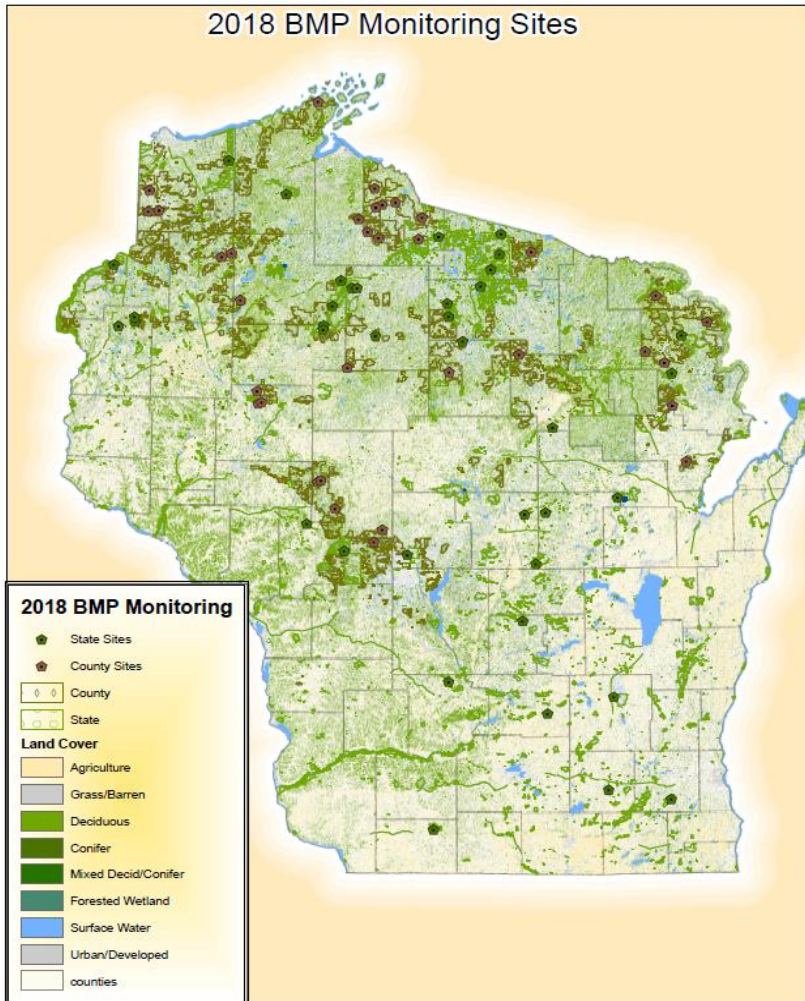 2018 BMP Monitoring Sites
2018 BMP Monitoring
State Sites
County Sites
County
State
Land Cover
Agriculture
Grass/Barren
Deciduous
Conifer
Mixed Decid/Conifer
Forested Wetland
Surface Water
Urban/Developed
counties